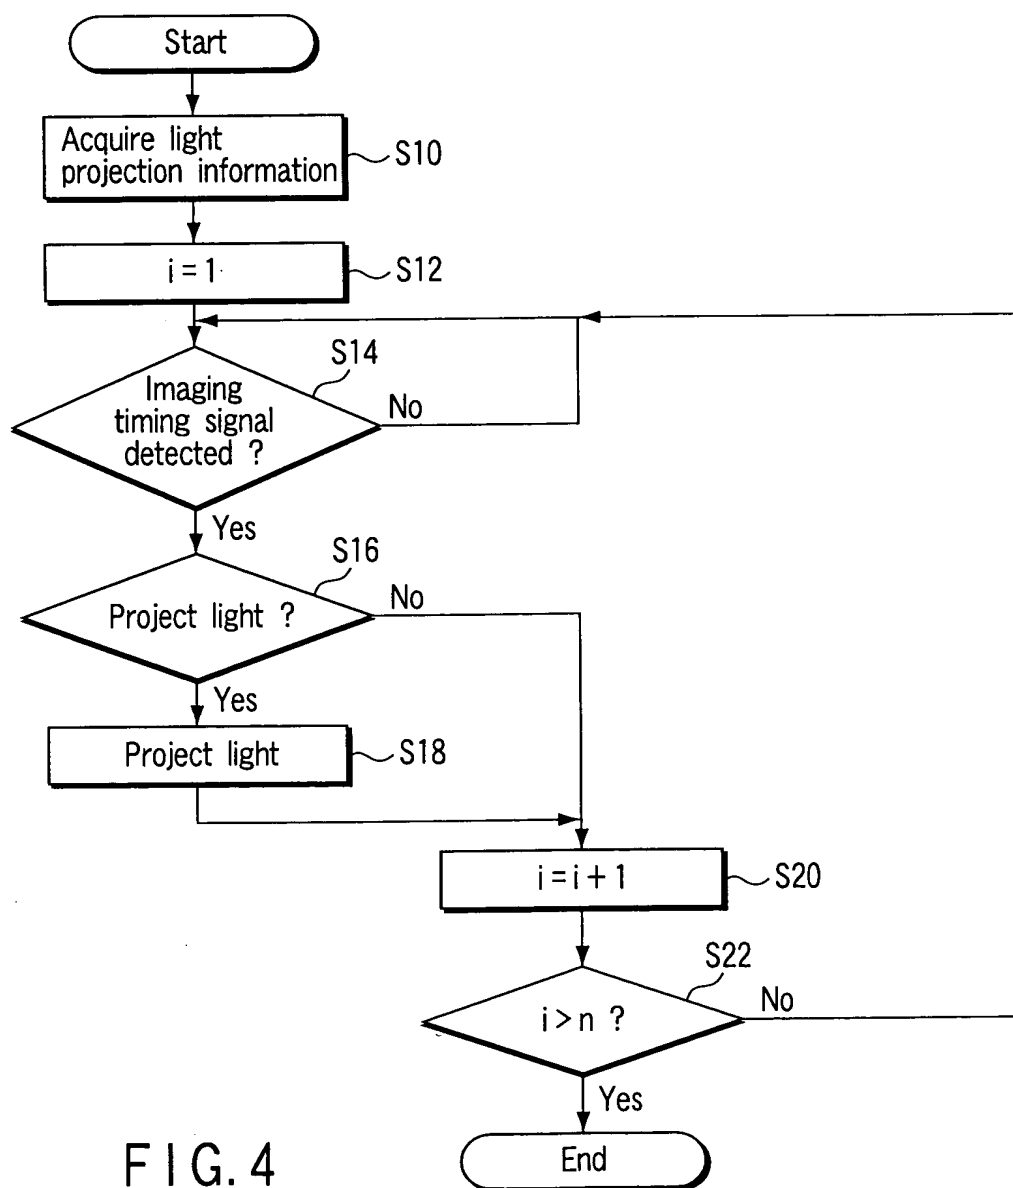 Start
Acquire light
projection information
S10
i = 1
S12
S14
Imaging
timing signal
detected ?
No
Yes
S16
Project light ?
No
Yes
Project light
S18
i = i + 1
S20
S22
i > n ?
No
Yes
End
FIG. 4